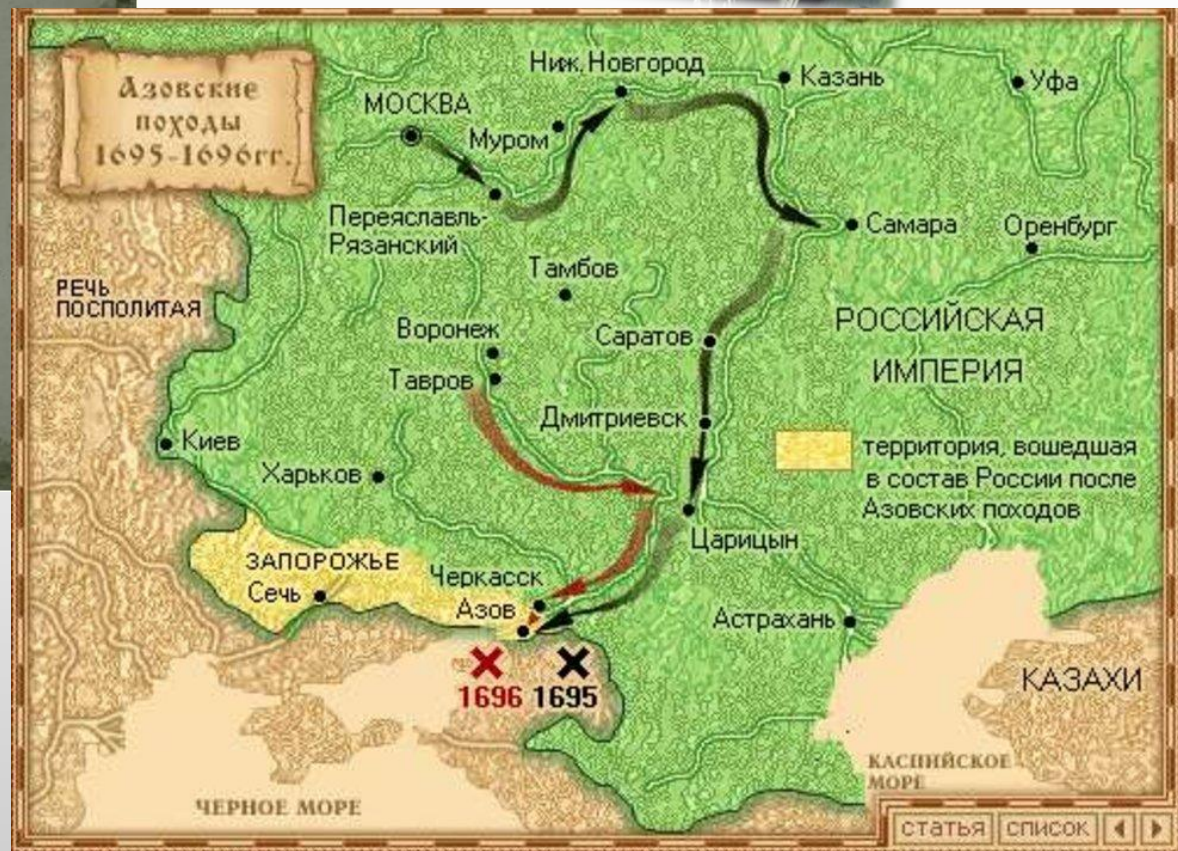 Азовские
походы
1695-1696гг.
МОСКВА
Ниж. Новгород
Казань
Уфа
Муром
Переяславль-
Рязанский
Самара
Оренбург
Тамбов
РЕЧЬ
ПОСПОЛИТАЯ
Воронеж
Саратов
РОССИЙСКАЯ
ИМПЕРИЯ
Тавров
Дмитриевск
Киев
Харьков
территория, вошедшая
в состав России после
Азовских походов
Царицын
ЗАПОРОЖЬЕ
Сечь
Черкасск
Азов
Астрахань
1696 1695
КАЗАХИ
КАСПИЙСКОЕ
МОРЕ
ЧЕРНОЕ МОРЕ
статья список